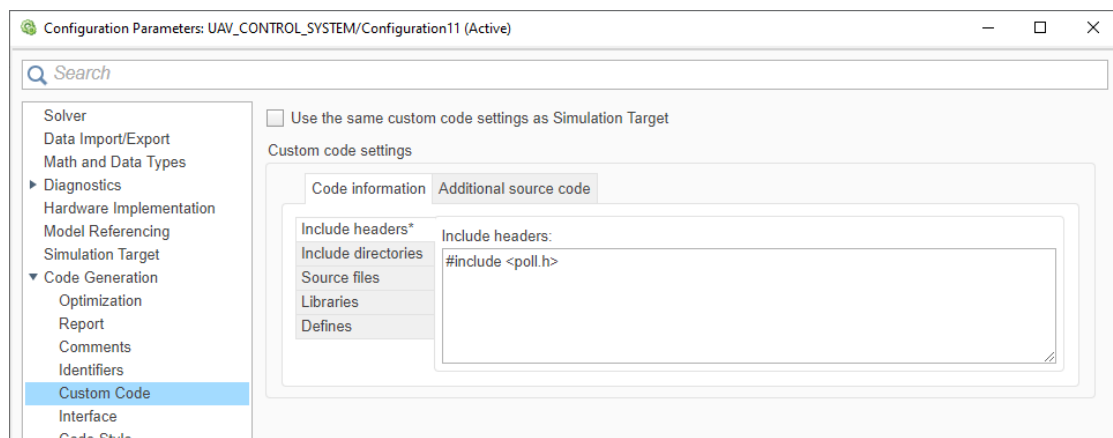 Configuration Parameters: UAV_CONTROL_SYSTEM/Configuration11 (Active)
Search
Solver
Data Import/Export
Math and Data Types
Diagnostics
Hardware Implementation
Model Referencing
Simulation Target
Code Generation
Optimization
Report
Comments
Identifiers
Custom Code
Interface
Code Style
Use the same custom code settings as Simulation Target
Custom code settings
Code information Additional source code
Include headers*
Include directories
Source files
Libraries
Defines
Include headers:
#include <poll.h>